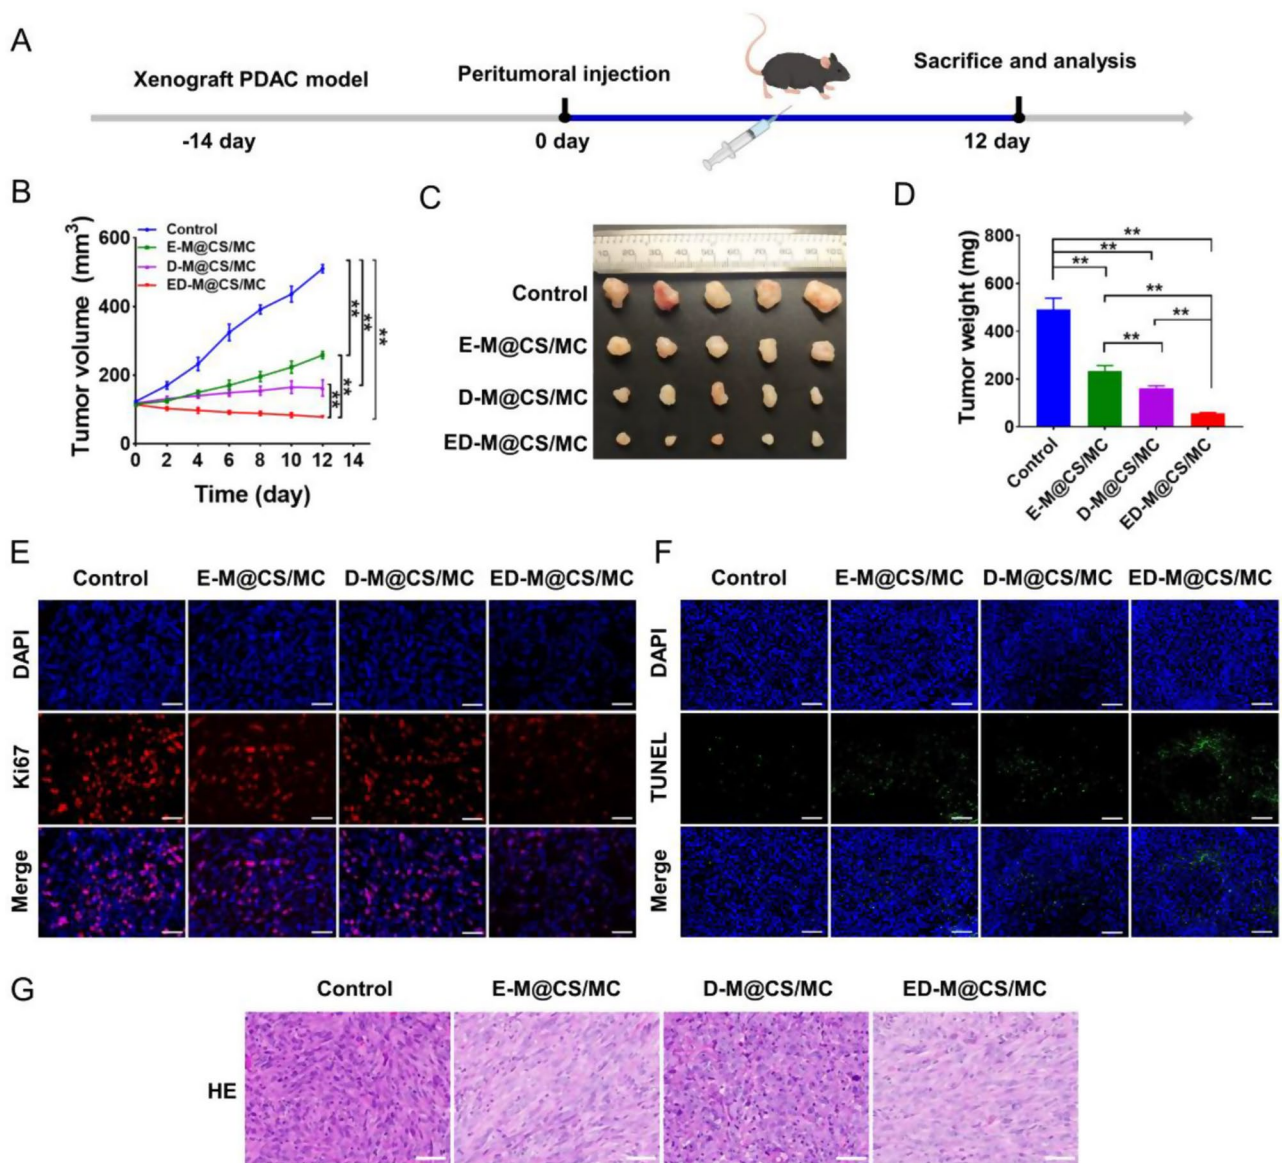 A
Xenograft PDAC model
Peritumoral injection
Sacrifice and analysis
-14 day
0 day
12 day
B
Tumor volume (mm³)
Control
E-M@CS/MC
D-M@CS/MC
ED-M@CS/MC
600
400
200
0
0 2 4 6 8 10 12 14
Time (day)
**
**
**
**
**
C
Control
E-M@CS/MC
D-M@CS/MC
ED-M@CS/MC
D
Tumor weight (mg)
800
600
400
200
0
**
**
**
**
**
**
Control
E-M@CS/MC
D-M@CS/MC
ED-M@CS/MC
E
Control E-M@CS/MC D-M@CS/MC ED-M@CS/MC
DAPI
Ki67
Merge
F
Control E-M@CS/MC D-M@CS/MC ED-M@CS/MC
DAPI
TUNEL
Merge
G
Control E-M@CS/MC D-M@CS/MC ED-M@CS/MC
HE